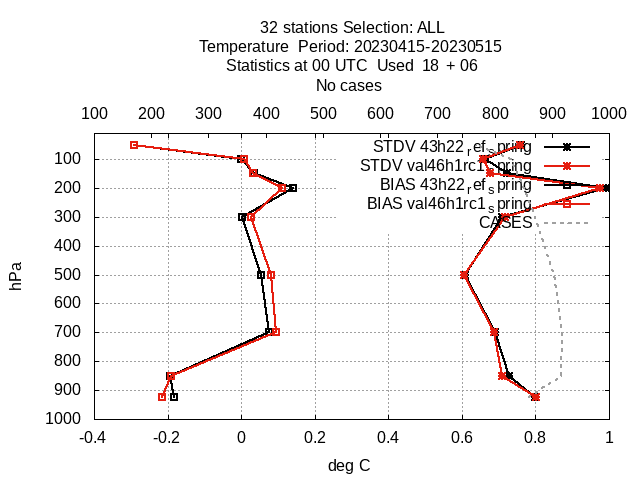 32 stations Selection: ALL
Temperature  Period: 20230415-20230515
Statistics at 00 UTC  Used  18  + 06
No cases
100 200 300 400 500 600 700 800 900 1000
STDV 43h22_ref_spring
STDV val46h1rc1_spring
BIAS 43h22_ref_spring
BIAS val46h1rc1_spring
CASES
100
200
300
400
500
600
700
800
900
1000
hPa
-0.4 -0.2 0 0.2 0.4 0.6 0.8 1
deg C